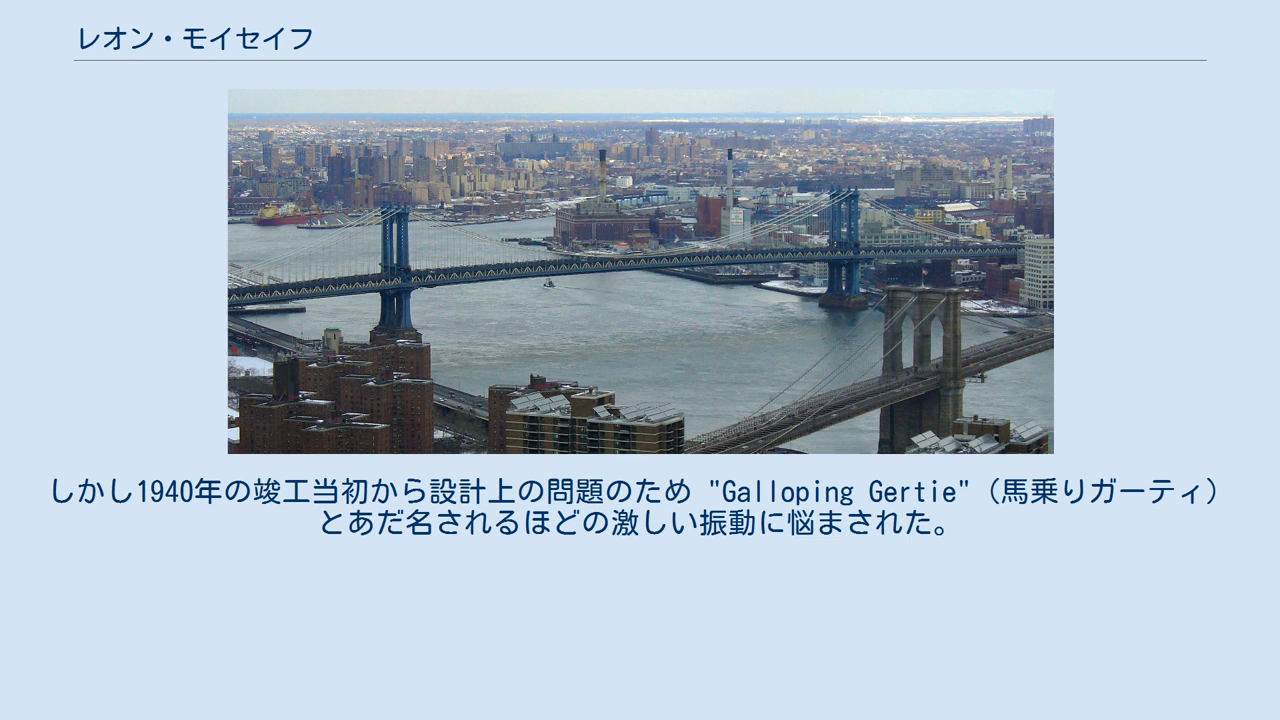 レオン・モイセイフ
しかし1940年の竣工当初から設計上の問題のため "Galloping Gertie"（馬乗りガーティ）
とあだ名されるほどの激しい振動に悩まされた。